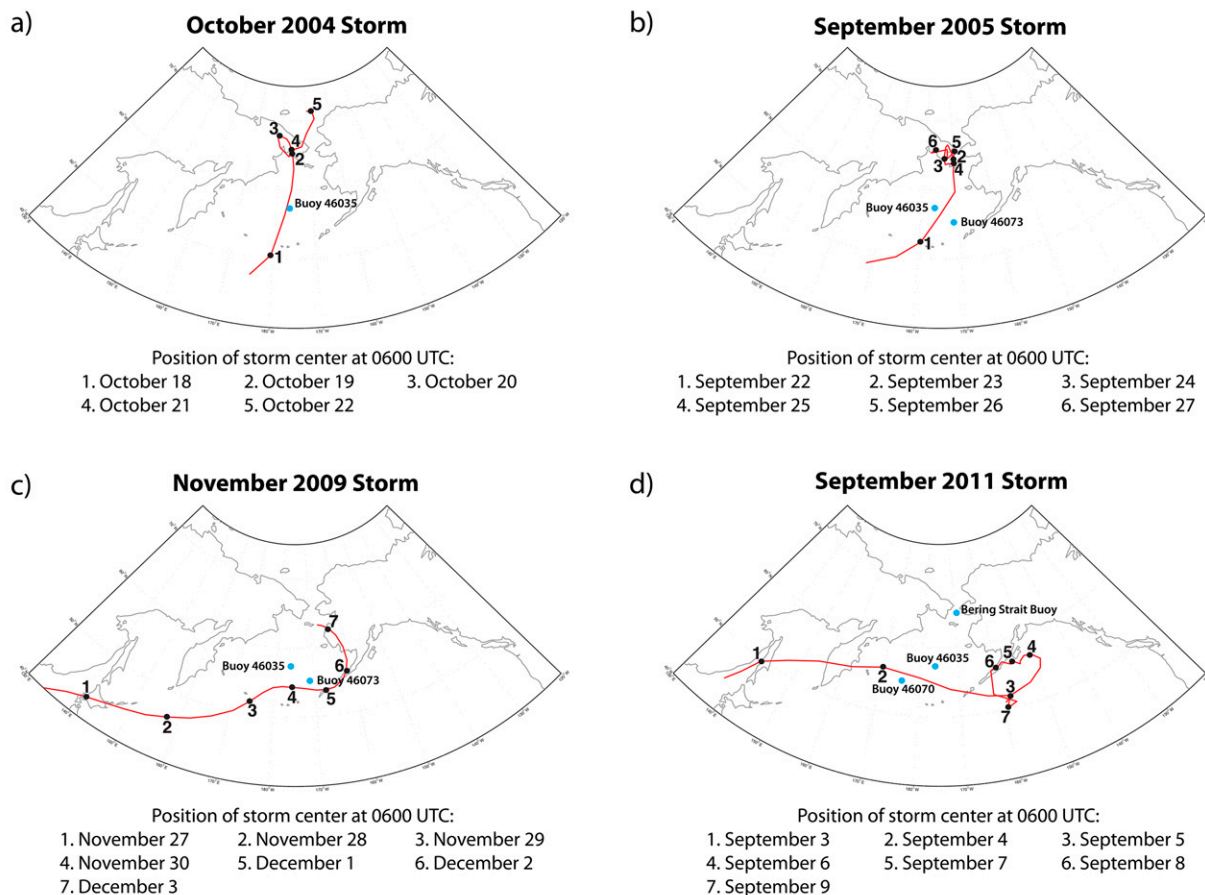 a)
October 2004 Storm
3
5
4
2
Buoy 46035
1
180° W
170° W
Position of storm center at 0600 UTC:
1. October 18 2. October 19 3. October 20
4. October 21 5. October 22
b)
September 2005 Storm
6
5
2
3
4
Buoy 46035
Buoy 46073
1
180° W
170° W
Position of storm center at 0600 UTC:
1. September 22 2. September 23 3. September 24
4. September 25 5. September 26 6. September 27
c)
November 2009 Storm
7
Buoy 46035
6
1
Buoy 46073
4
5
3
2
180° W
170° W
Position of storm center at 0600 UTC:
1. November 27 2. November 28 3. November 29
4. November 30 5. December 1 6. December 2
7. December 3
d)
September 2011 Storm
Bering Strait Buoy
1
5
4
2
Buoy 46035
6
Buoy 46070
3
7
180° W
170° W
Position of storm center at 0600 UTC:
1. September 3 2. September 4 3. September 5
4. September 6 5. September 7 6. September 8
7. September 9